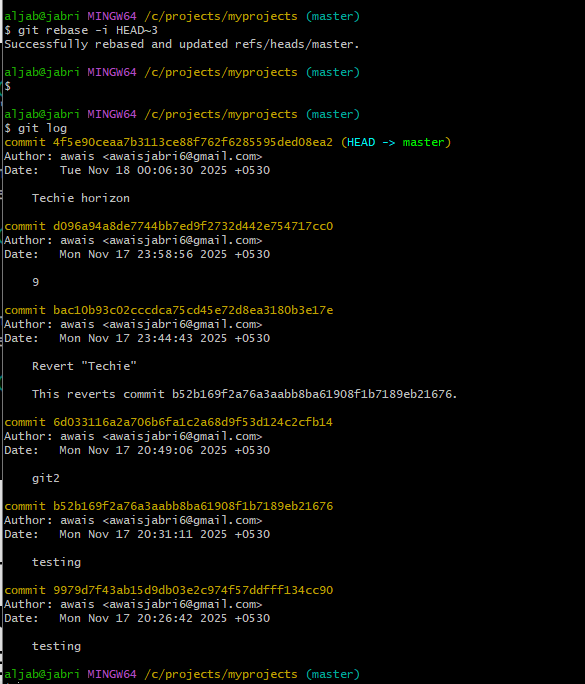 aljab@jabri MINGW64 /c/projects/myprojects (master)
$ git rebase -i HEAD~3
Successfully rebased and updated refs/heads/master.
aljab@jabri MINGW64 /c/projects/myprojects (master)
$
aljab@jabri MINGW64 /c/projects/myprojects (master)
$ git log
commit 4f5e90ceaa7b3113ce88f762f6285595ded08ea2 (HEAD -> master)
Author: awais <awaisjabri6@gmail.com>
Date:   Tue Nov 18 00:06:30 2025 +0530
    Techie horizon
commit d096a94a8de7744bb7ed9f2732d442e754717cc0
Author: awais <awaisjabri6@gmail.com>
Date:   Mon Nov 17 23:58:56 2025 +0530
    9
commit bac10b93c02cccdca75cd45e72d8ea3180b3e17e
Author: awais <awaisjabri6@gmail.com>
Date:   Mon Nov 17 23:44:43 2025 +0530
    Revert "Techie"
    This reverts commit b52b169f2a76a3aabb8ba61908f1b7189eb21676.
commit 6d033116a2a706b6fa1c2a68d9f53d124c2cfb14
Author: awais <awaisjabri6@gmail.com>
Date:   Mon Nov 17 20:49:06 2025 +0530
    git2
commit b52b169f2a76a3aabb8ba61908f1b7189eb21676
Author: awais <awaisjabri6@gmail.com>
Date:   Mon Nov 17 20:31:11 2025 +0530
    testing
commit 9979d7f43ab15d9db03e2c974f57ddfff134cc90
Author: awais <awaisjabri6@gmail.com>
Date:   Mon Nov 17 20:26:42 2025 +0530
    testing
aljab@jabri MINGW64 /c/projects/myprojects (master)